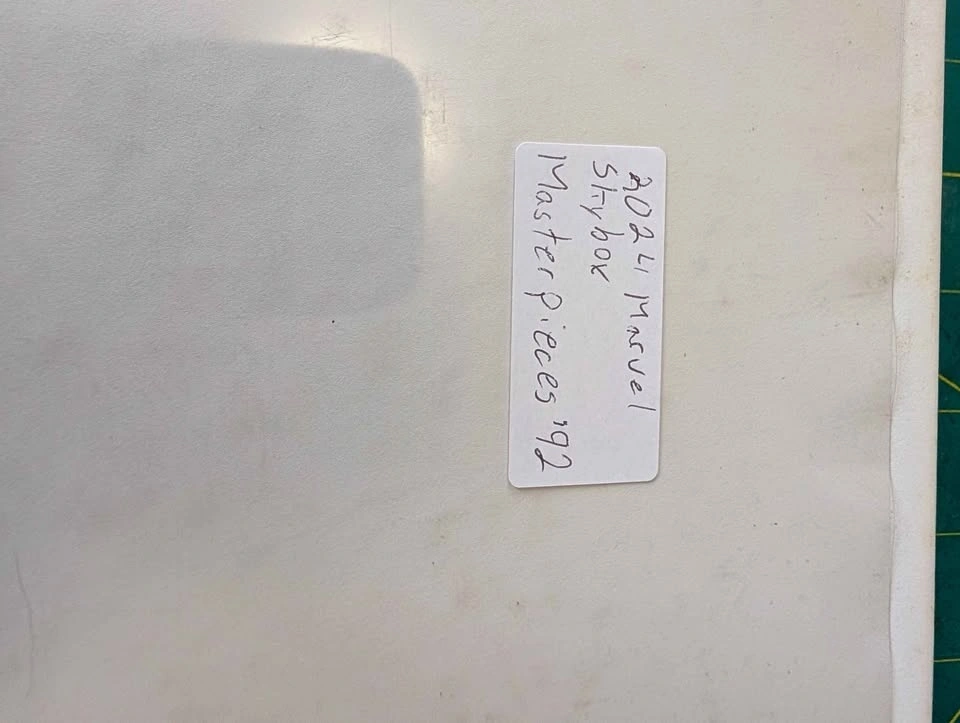 2024 Marvel
Skybox
Masterpieces '92